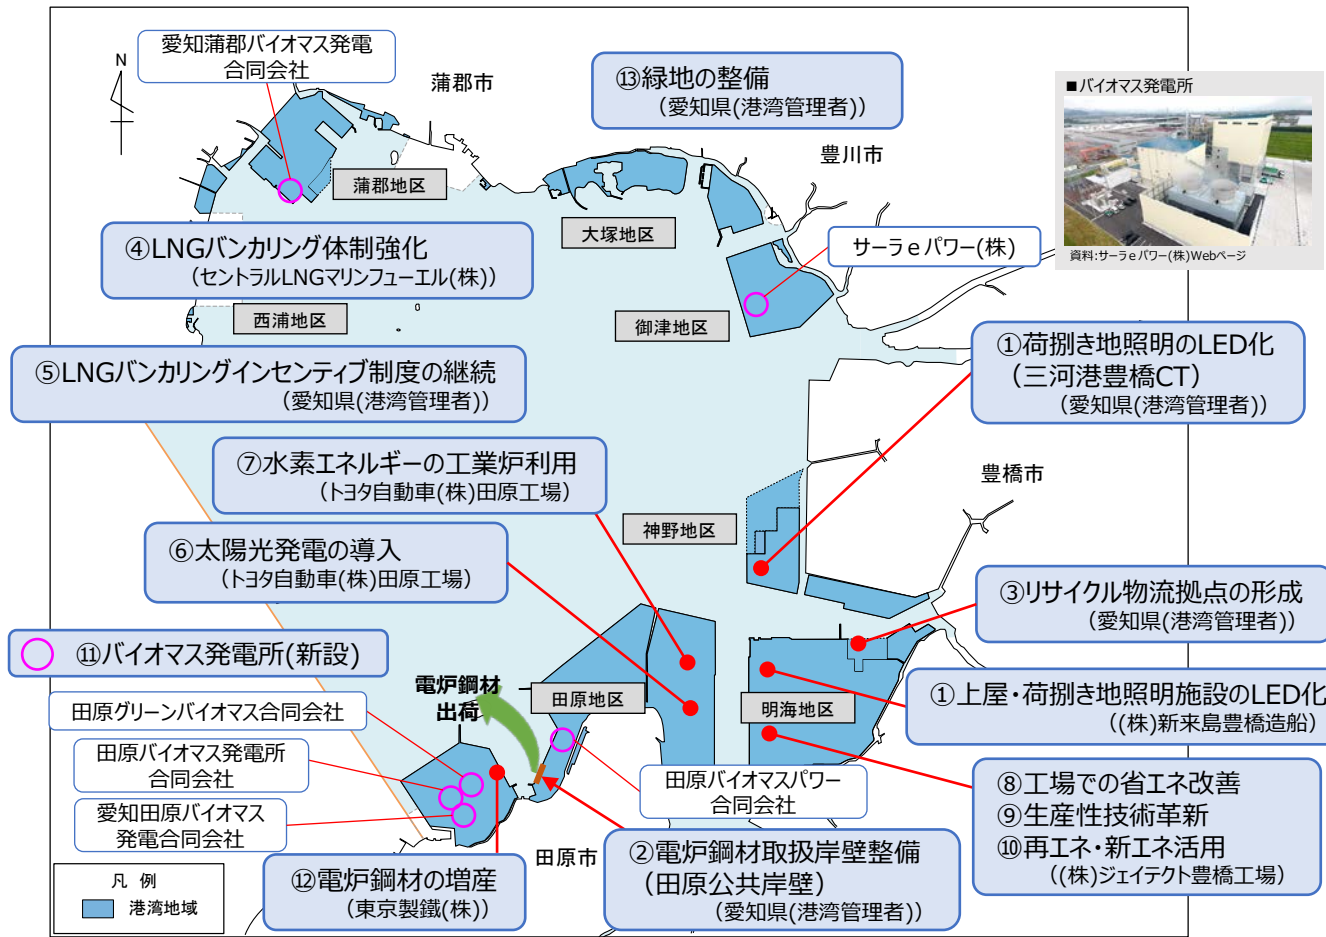 愛知蒲郡バイオマス発電
合同会社
N
蒲郡市
⑬緑地の整備
(愛知県(港湾管理者))
■バイオマス発電所
資料:サーラeパワー(株)Webページ
豊川市
蒲郡地区
大塚地区
④LNGバンカリング体制強化
(セントラルLNGマリンフューエル(株))
サーラeパワー(株)
西浦地区
御津地区
⑤LNGバンカリングインセンティブ制度の継続
(愛知県(港湾管理者))
①荷捌き地照明のLED化
(三河港豊橋CT)
(愛知県(港湾管理者))
⑦水素エネルギーの工業炉利用
(トヨタ自動車(株)田原工場)
豊橋市
神野地区
⑥太陽光発電の導入
(トヨタ自動車(株)田原工場)
③リサイクル物流拠点の形成
(愛知県(港湾管理者))
⑪バイオマス発電所(新設)
電炉鋼材
出荷
田原地区
明海地区
①上屋・荷捌き地照明施設のLED化
((株)新来島豊橋造船)
田原グリーンバイオマス合同会社
田原バイオマス発電所
合同会社
愛知田原バイオマス
発電合同会社
田原バイオマスパワー
合同会社
⑧工場での省エネ改善
⑨生産性技術革新
⑩再エネ・新エネ活用
((株)ジェイテクト豊橋工場)
田原市
②電炉鋼材取扱岸壁整備
(田原公共岸壁)
(愛知県(港湾管理者))
⑫電炉鋼材の増産
(東京製鐵(株))
凡 例
港湾地域